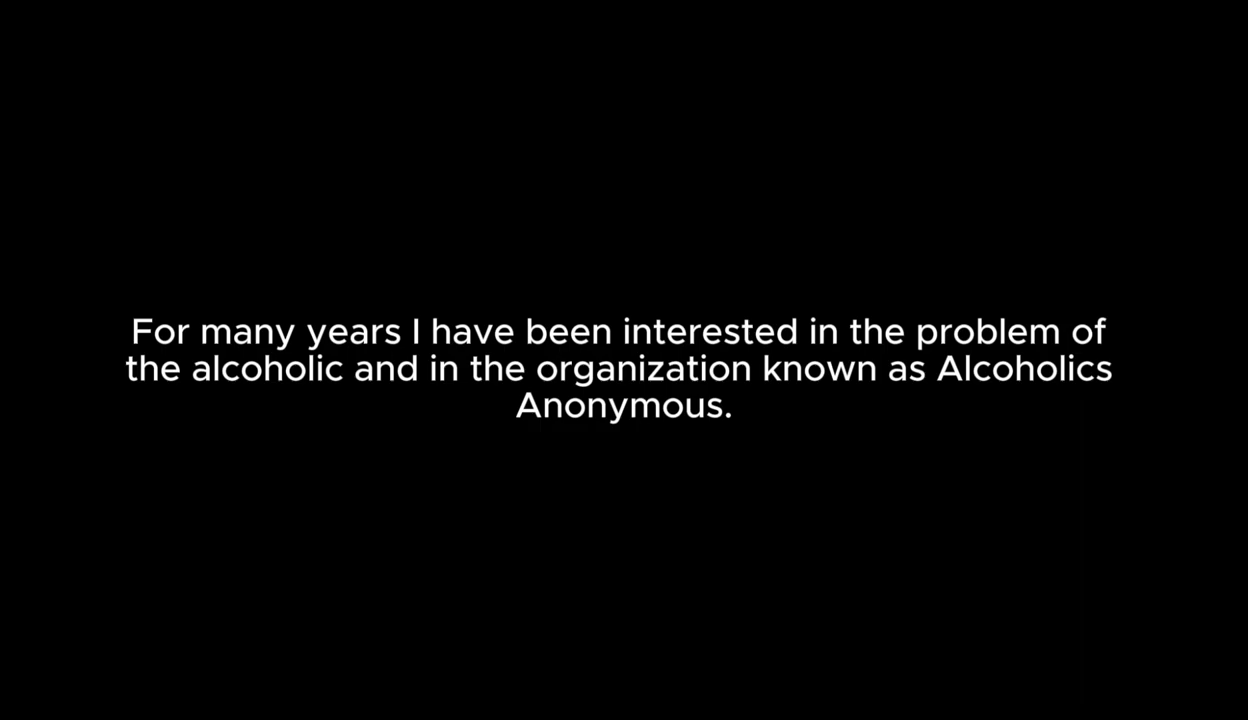 For many years I have been interested in the problem of
the alcoholic and in the organization known as Alcoholics
Anonymous.